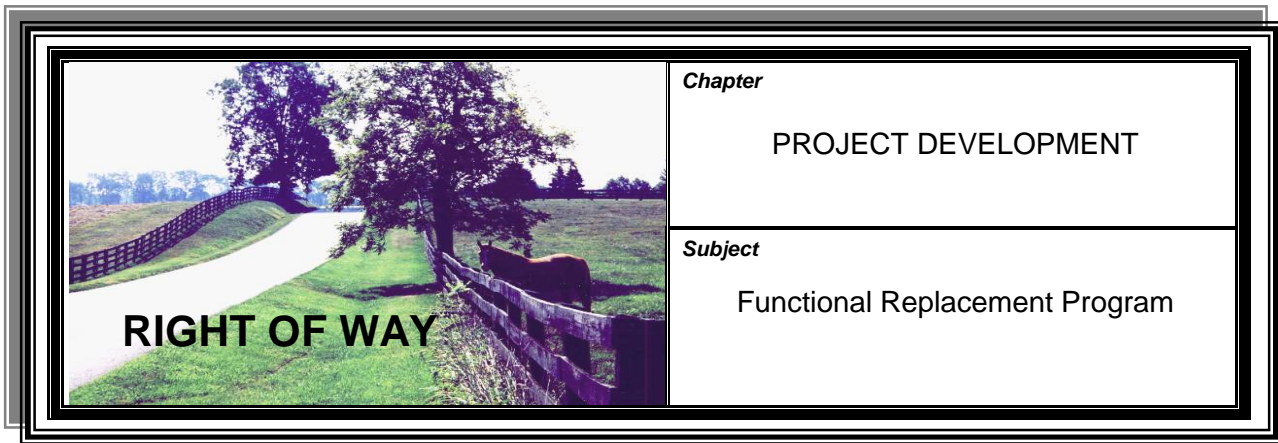 Chapter
PROJECT DEVELOPMENT
Subject
Functional Replacement Program
RIGHT OF WAY